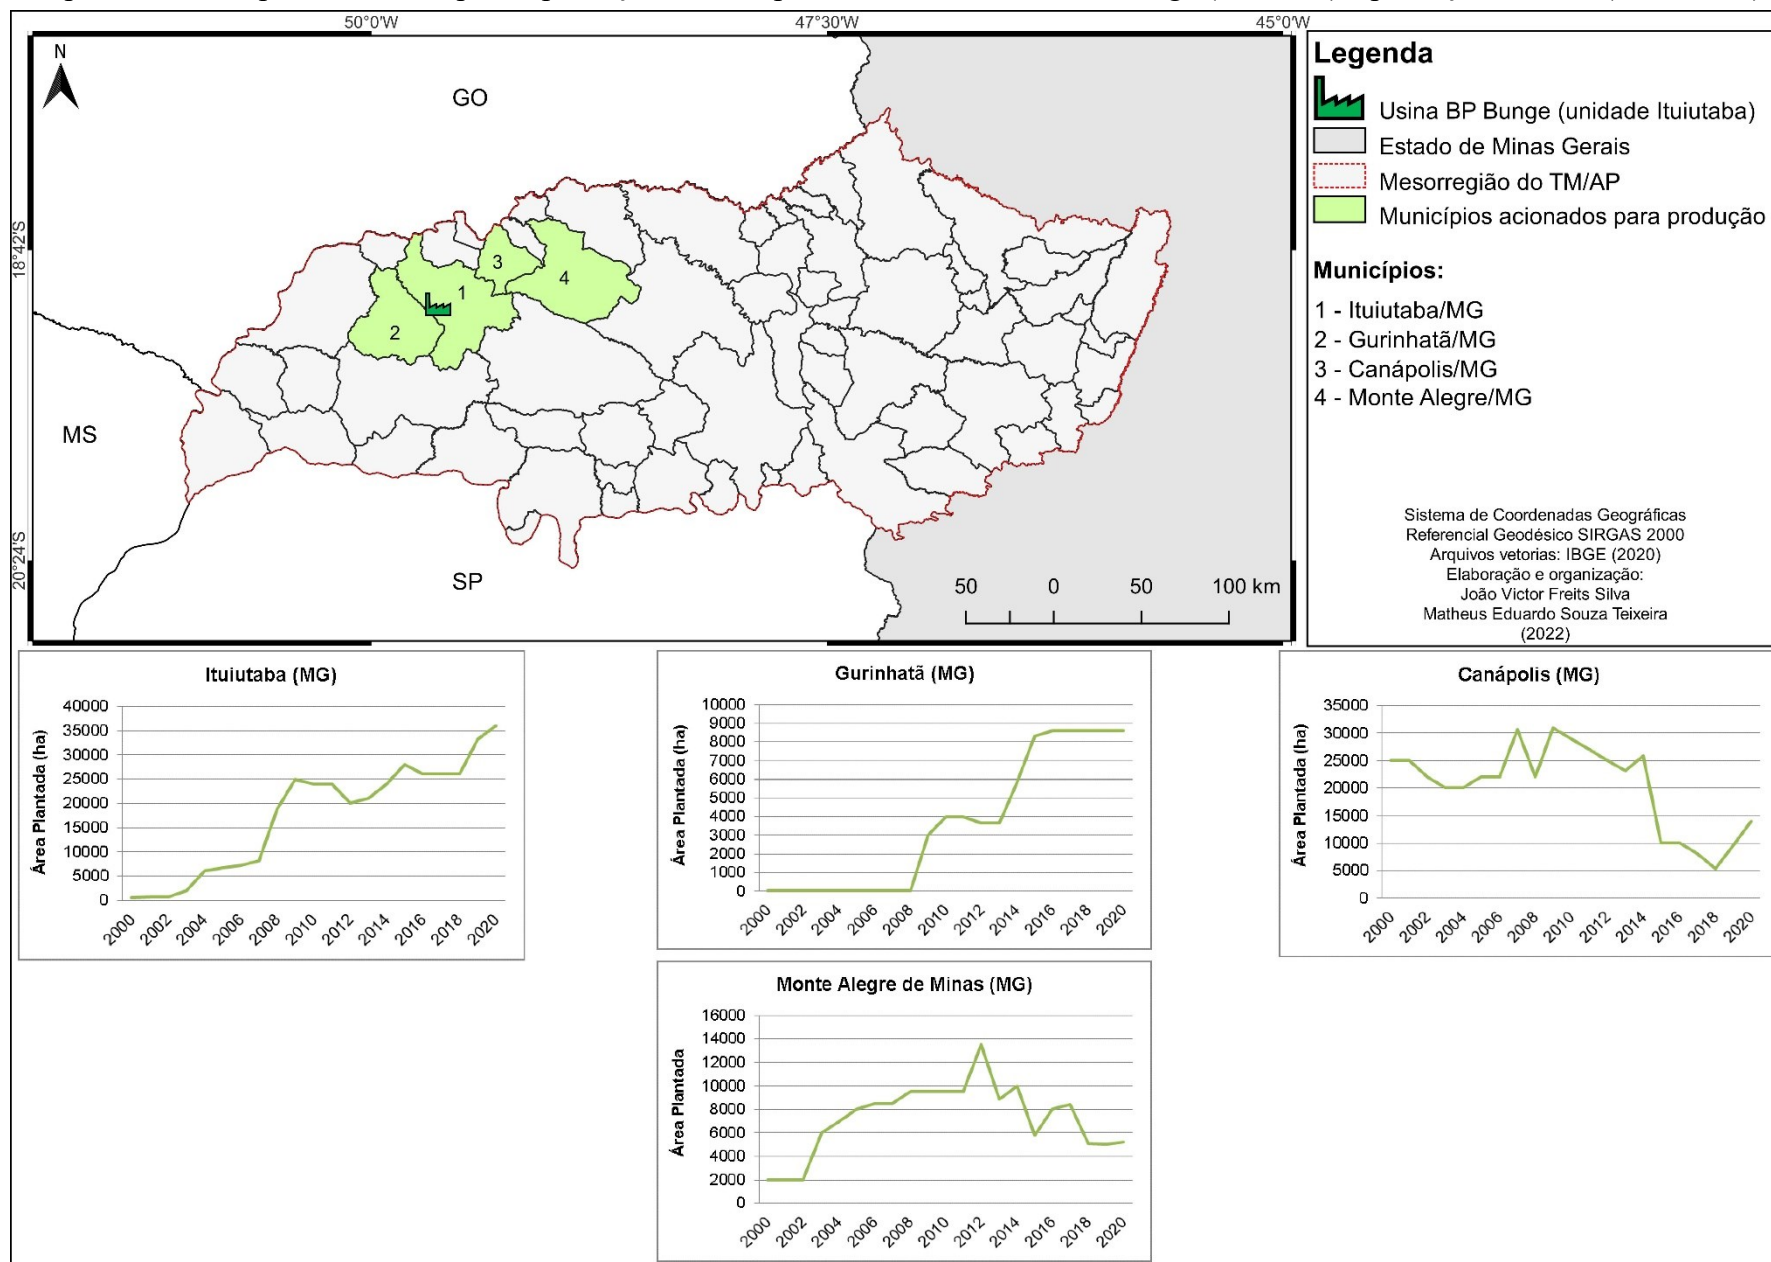 50°0'W
47°30'W
45°0'W
N
GO
MS
SP
18°42'S
20°24'S
50 0 50 100 km
Legenda
Usina BP Bunge (unidade Ituiutaba)
Estado de Minas Gerais
Mesorregião do TM/AP
Municípios acionados para produção
Municípios:
1 - Ituiutaba/MG
2 - Gurinhatã/MG
3 - Canápolis/MG
4 - Monte Alegre/MG
1
2
3
4
Sistema de Coordenadas Geográficas
Referencial Geodésico SIRGAS 2000
Arquivos vetorias: IBGE (2020)
Elaboração e organização:
João Victor Freits Silva
Matheus Eduardo Souza Teixeira
(2022)
Ituiutaba (MG)
Área Plantada (ha)
40000
35000
30000
25000
20000
15000
10000
5000
0
2000 2002 2004 2006 2008 2010 2012 2014 2016 2018 2020
Gurinhatã (MG)
Área Plantada (ha)
10000
9000
8000
7000
6000
5000
4000
3000
2000
1000
0
2000 2002 2004 2006 2008 2010 2012 2014 2016 2018 2020
Canápolis (MG)
Área Plantada (ha)
35000
30000
25000
20000
15000
10000
5000
0
2000 2002 2004 2006 2008 2010 2012 2014 2016 2018 2020
Monte Alegre de Minas (MG)
Área Plantada
16000
14000
12000
10000
8000
6000
4000
2000
0
2000 2002 2004 2006 2008 2010 2012 2014 2016 2018 2020